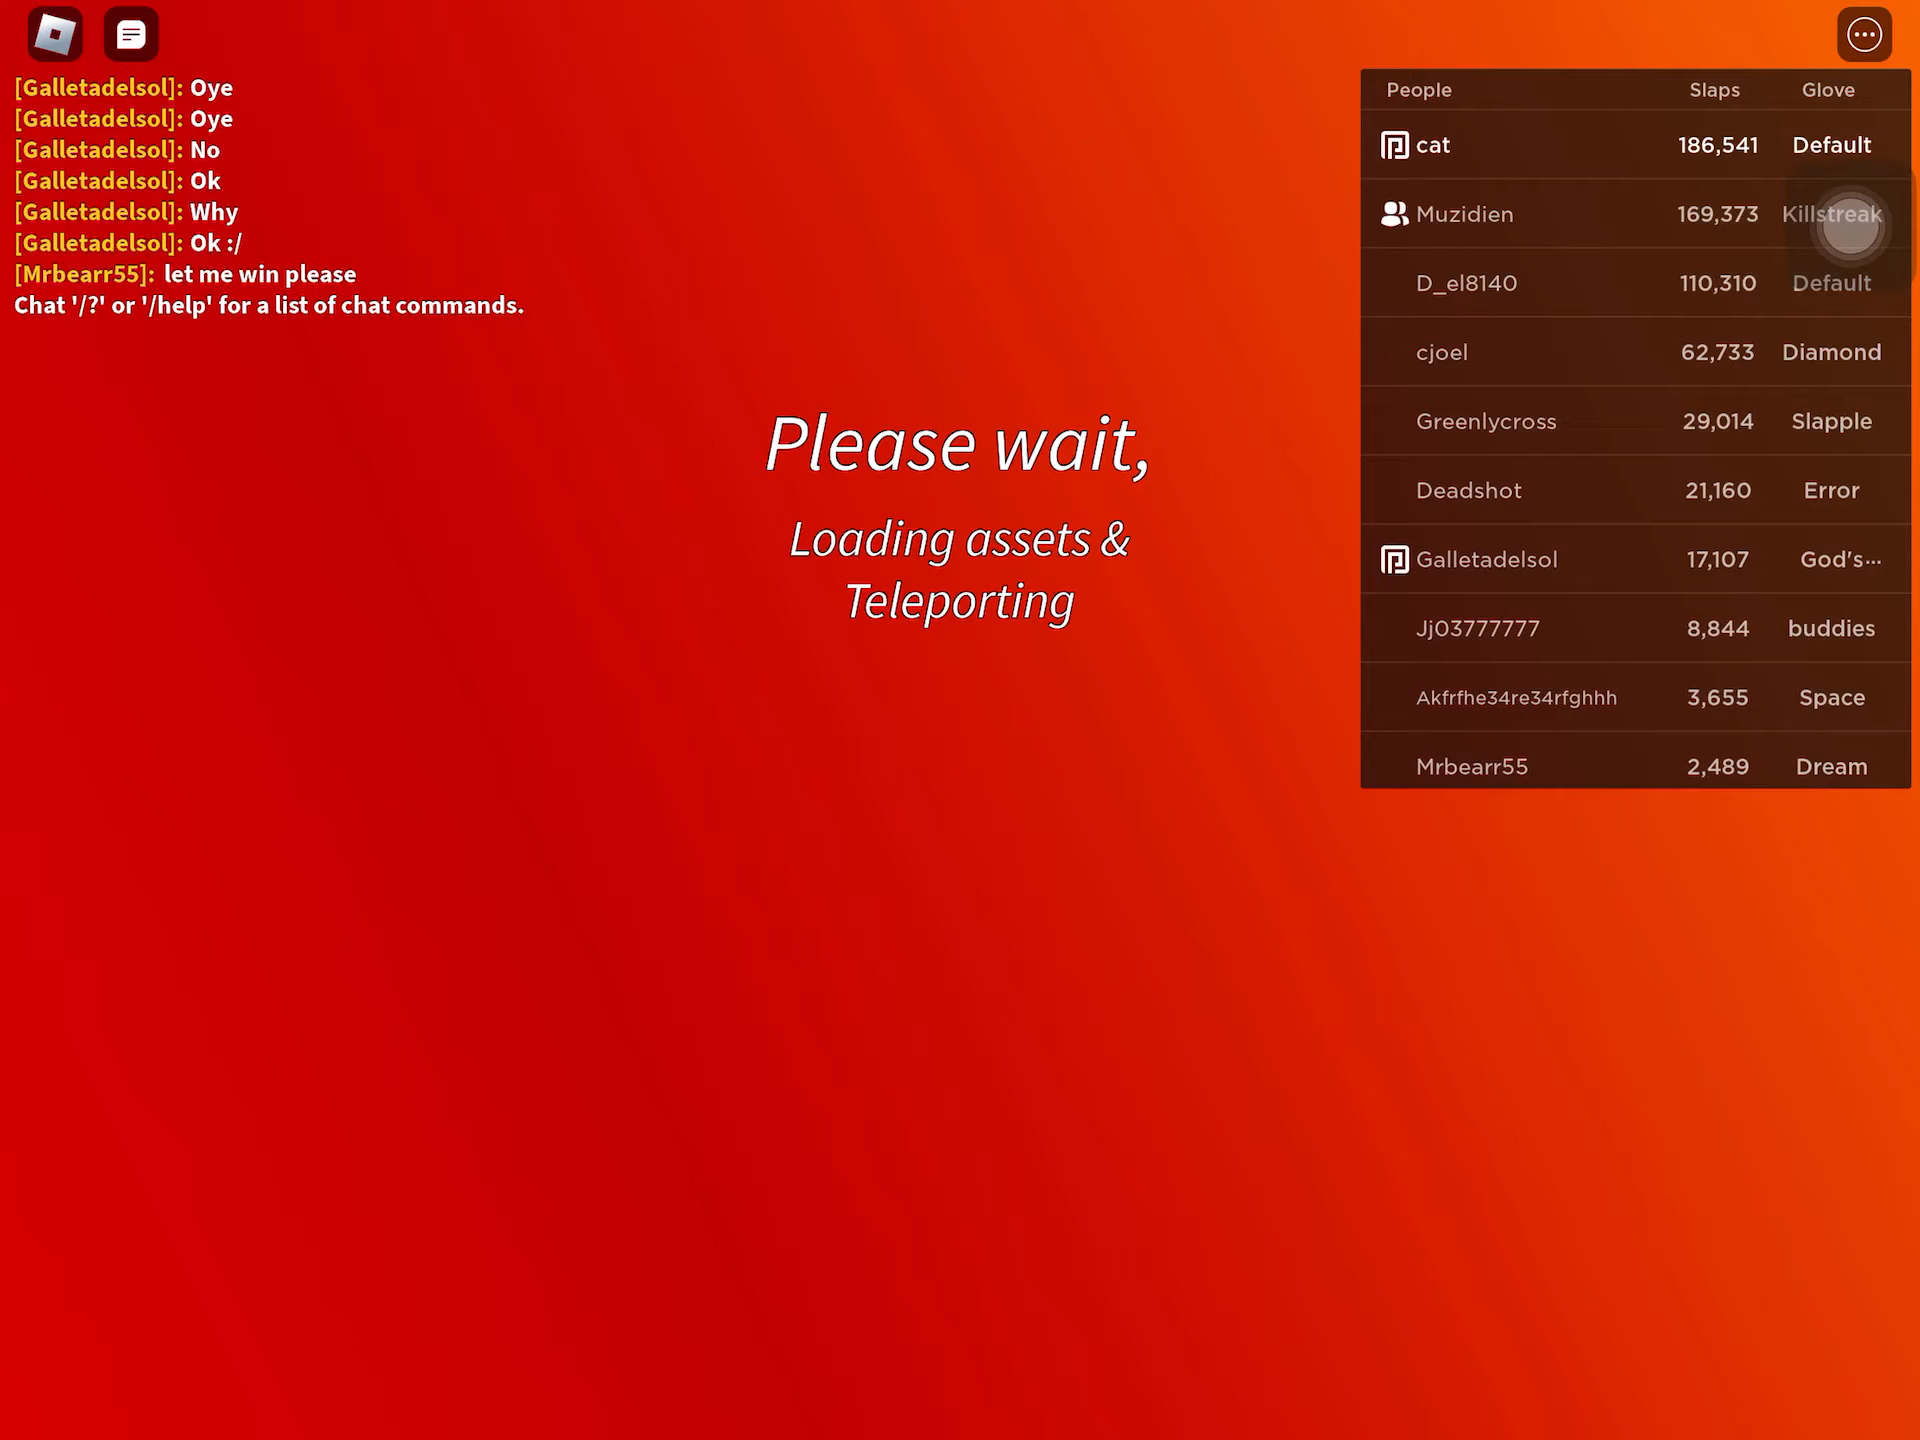 [Galletadelsol]: Oye
[Galletadelsol]: Oye
[Galletadelsol]: No
[Galletadelsol]: Ok
[Galletadelsol]: Why
[Galletadelsol]: Ok :/
[Mrbearr55]: let me win please
Chat '/?' or '/help' for a list of chat commands.
Please wait,
Loading assets &
Teleporting
People Slaps Glove
cat 186,541 Default
Muzidien 169,373 Killstreak
D_el8140 110,310 Default
cjoel 62,733 Diamond
Greenlycross 29,014 Slapple
Deadshot 21,160 Error
Galletadelsol 17,107 God's...
Jj03777777 8,844 buddies
Akfrfhe34re34rfghhh 3,655 Space
Mrbearr55 2,489 Dream